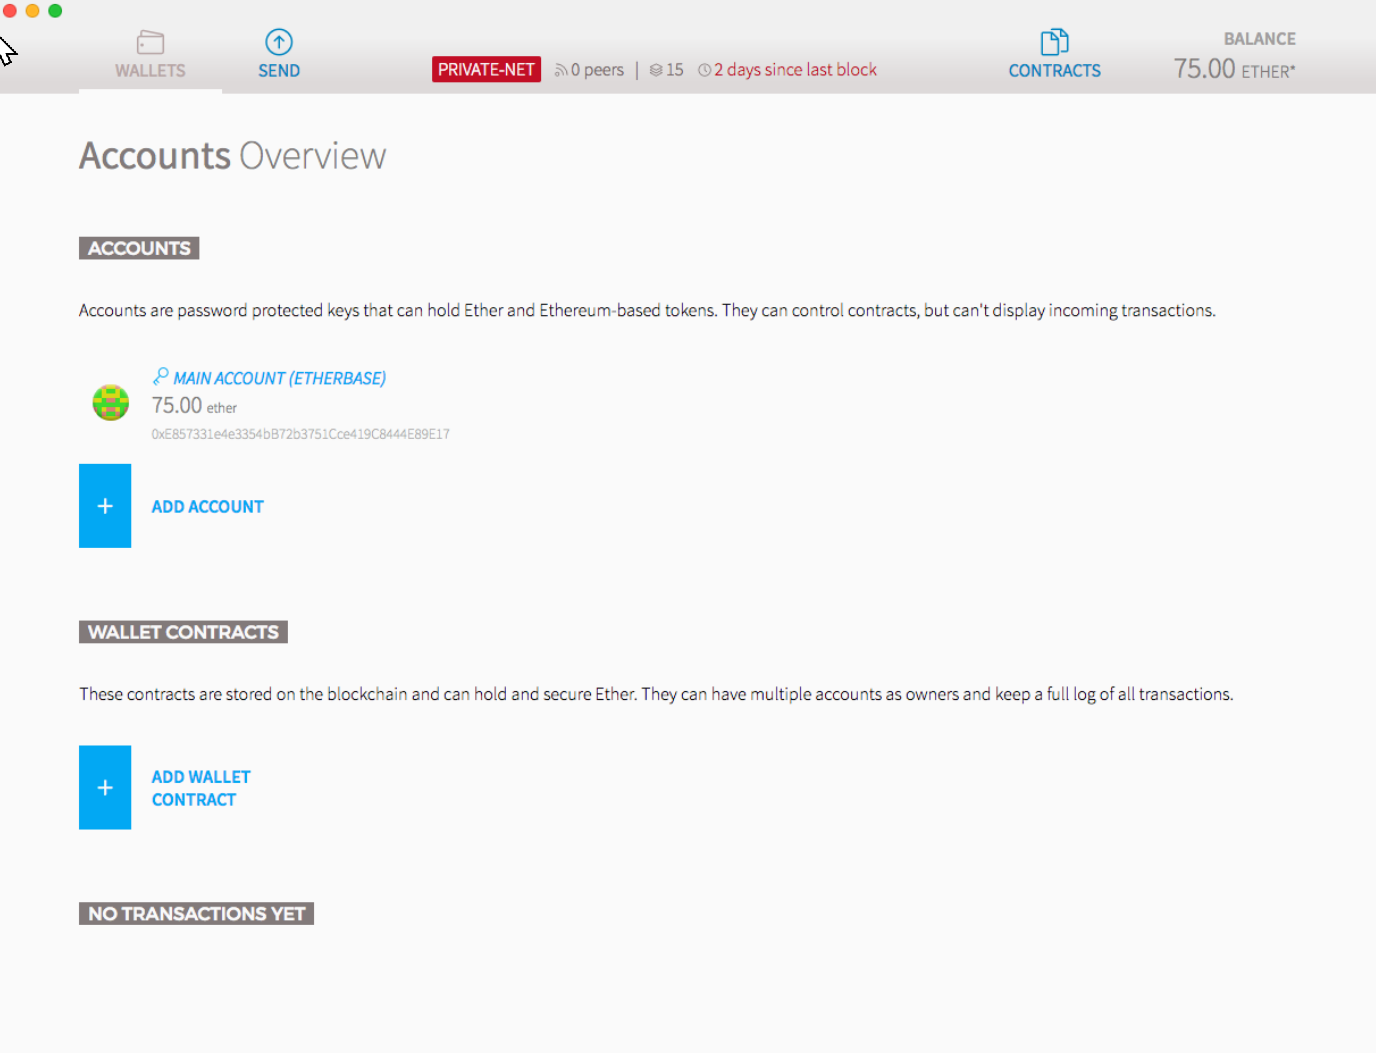 WALLETS
SEND
PRIVATE-NET 0 peers | 15 2 days since last block
CONTRACTS
BALANCE
75.00 ETHER*
Accounts Overview
ACCOUNTS
Accounts are password protected keys that can hold Ether and Ethereum-based tokens. They can control contracts, but can't display incoming transactions.
MAIN ACCOUNT (ETHERBASE)
75.00 ether
0xE857331e4e3354bB72b3751Cce419C8444E89E17
+ ADD ACCOUNT
WALLET CONTRACTS
These contracts are stored on the blockchain and can hold and secure Ether. They can have multiple accounts as owners and keep a full log of all transactions.
+ ADD WALLET
CONTRACT
NO TRANSACTIONS YET